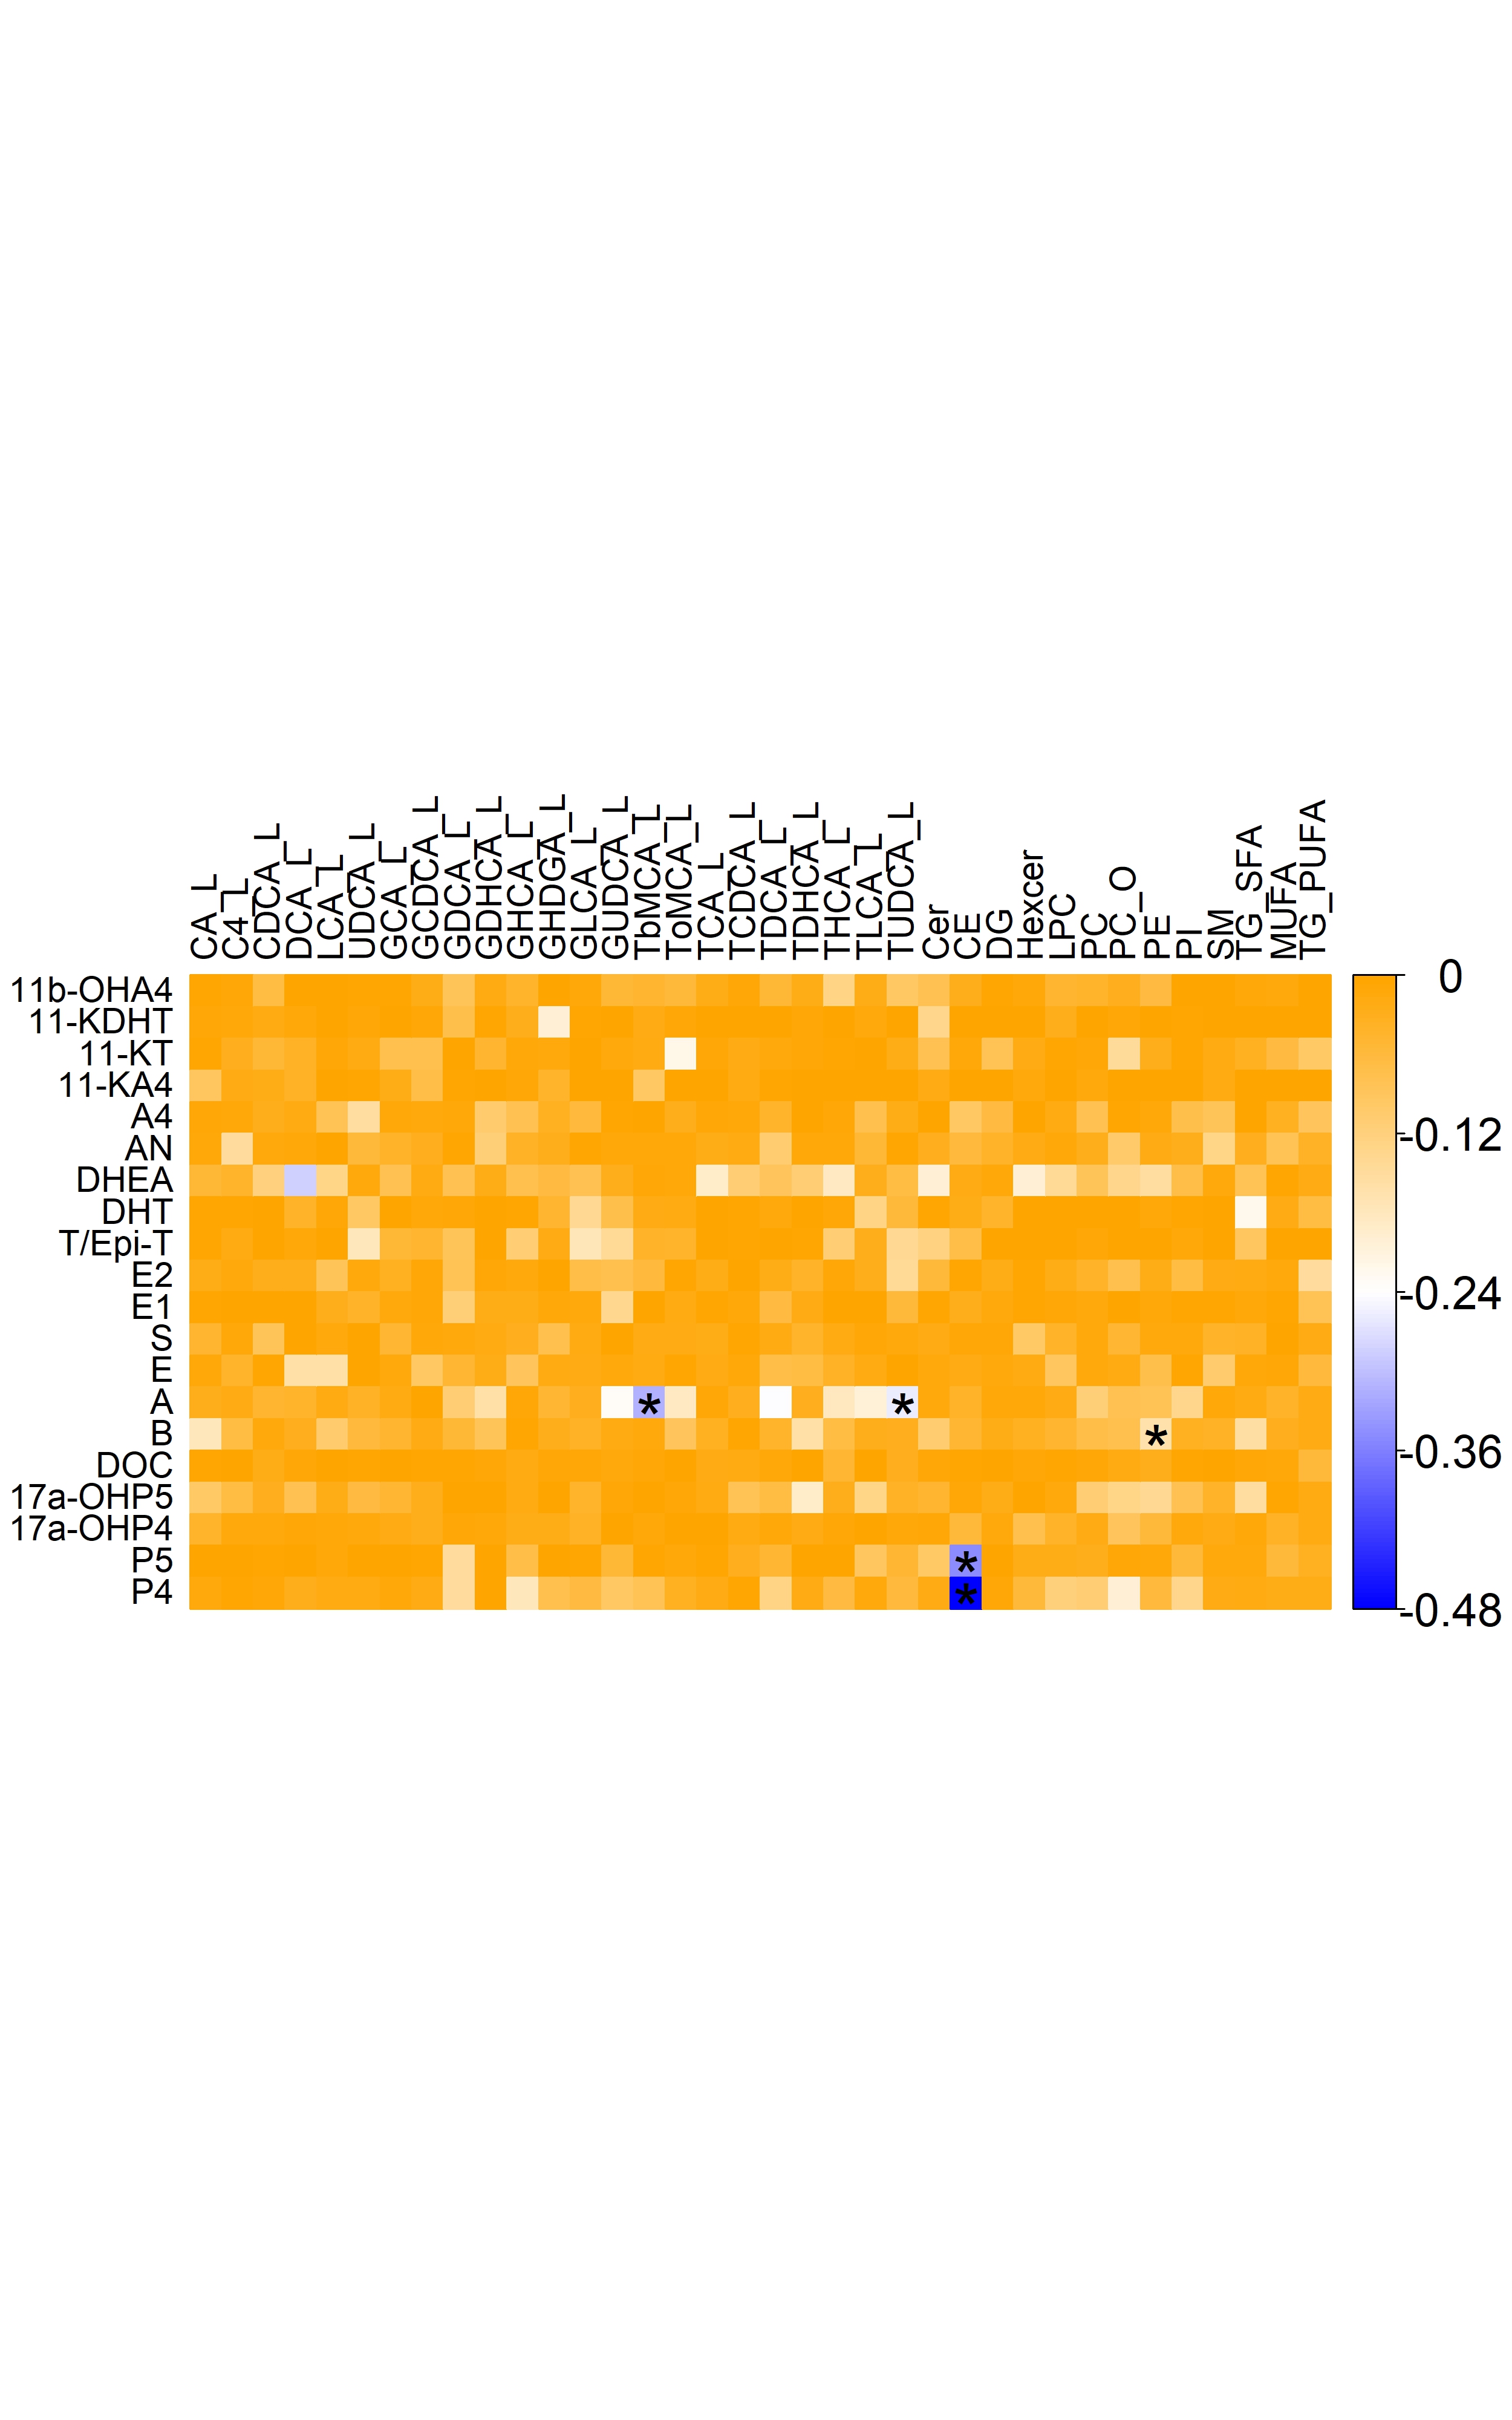 CA_L
C4_L
CDCA_L
DCA_L
LCA_L
UDCA_L
GCA_L
GCDCA_L
GDCA_L
GDHCA_L
GHCA_L
GHDGA_L
GLCA_L
GUDCA_L
TbMCA_L
ToMCA_L
TCA_L
TCDCA_L
TDCA_L
TDHCA_L
THCA_L
TLCA_L
TUDCA_L
Cer
CE
DG
Hexcer
LPC
PC
PC_O
PE
PI
SM
TG_SFA
MUFA
TG_PUFA
11b-OHA4
11-KDHT
11-KT
11-KA4
A4
AN
DHEA
DHT
T/Epi-T
E2
E1
S
E
A
* *
B
*
DOC
17a-OHP5
17a-OHP4
P5
*
P4
*
0
-0.12
-0.24
-0.36
-0.48